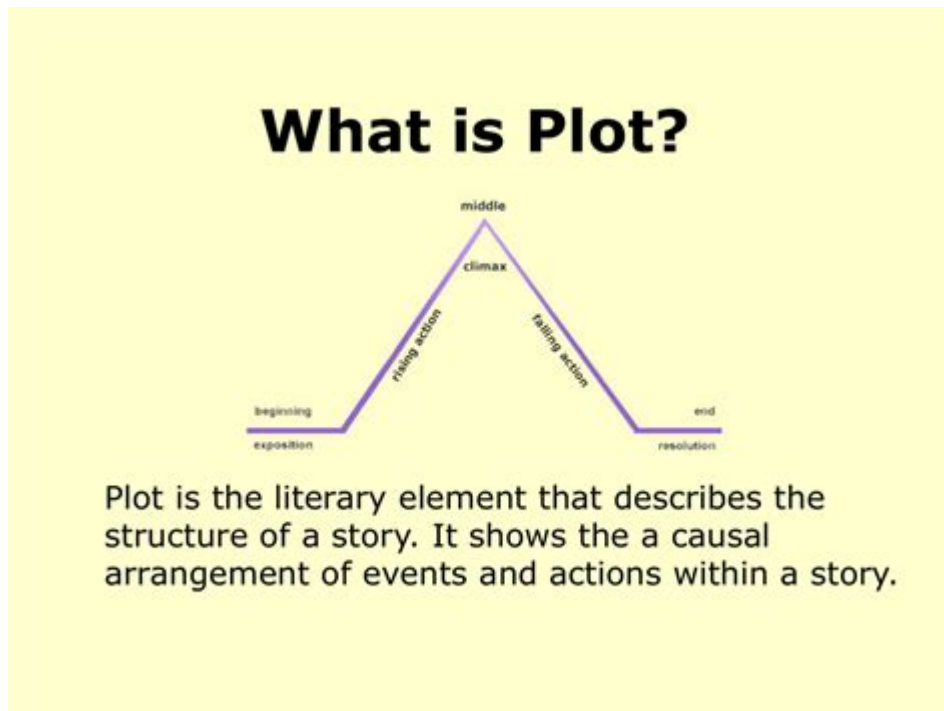 What is Plot?
middle
climax
rising action
falling action
beginning
end
exposition
resolution
Plot is the literary element that describes the
structure of a story. It shows the a causal
arrangement of events and actions within a story.